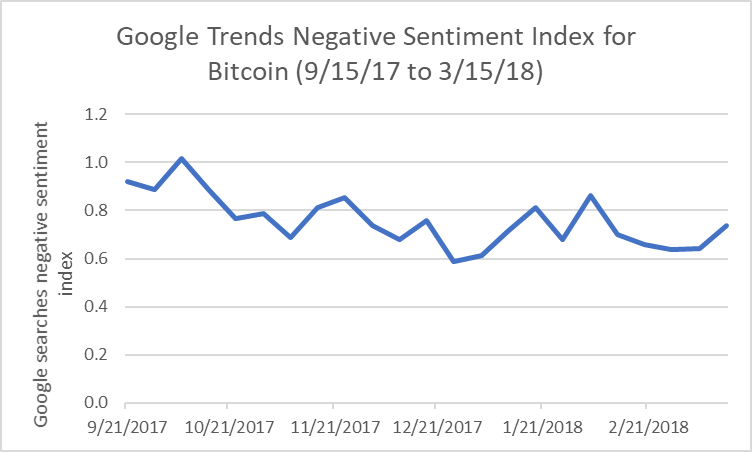 Google Trends Negative Sentiment Index for
Bitcoin (9/15/17 to 3/15/18)
Google searches negative sentiment
index
1.2
1.0
0.8
0.6
0.4
0.2
0.0
9/21/2017 10/21/2017 11/21/2017 12/21/2017 1/21/2018 2/21/2018